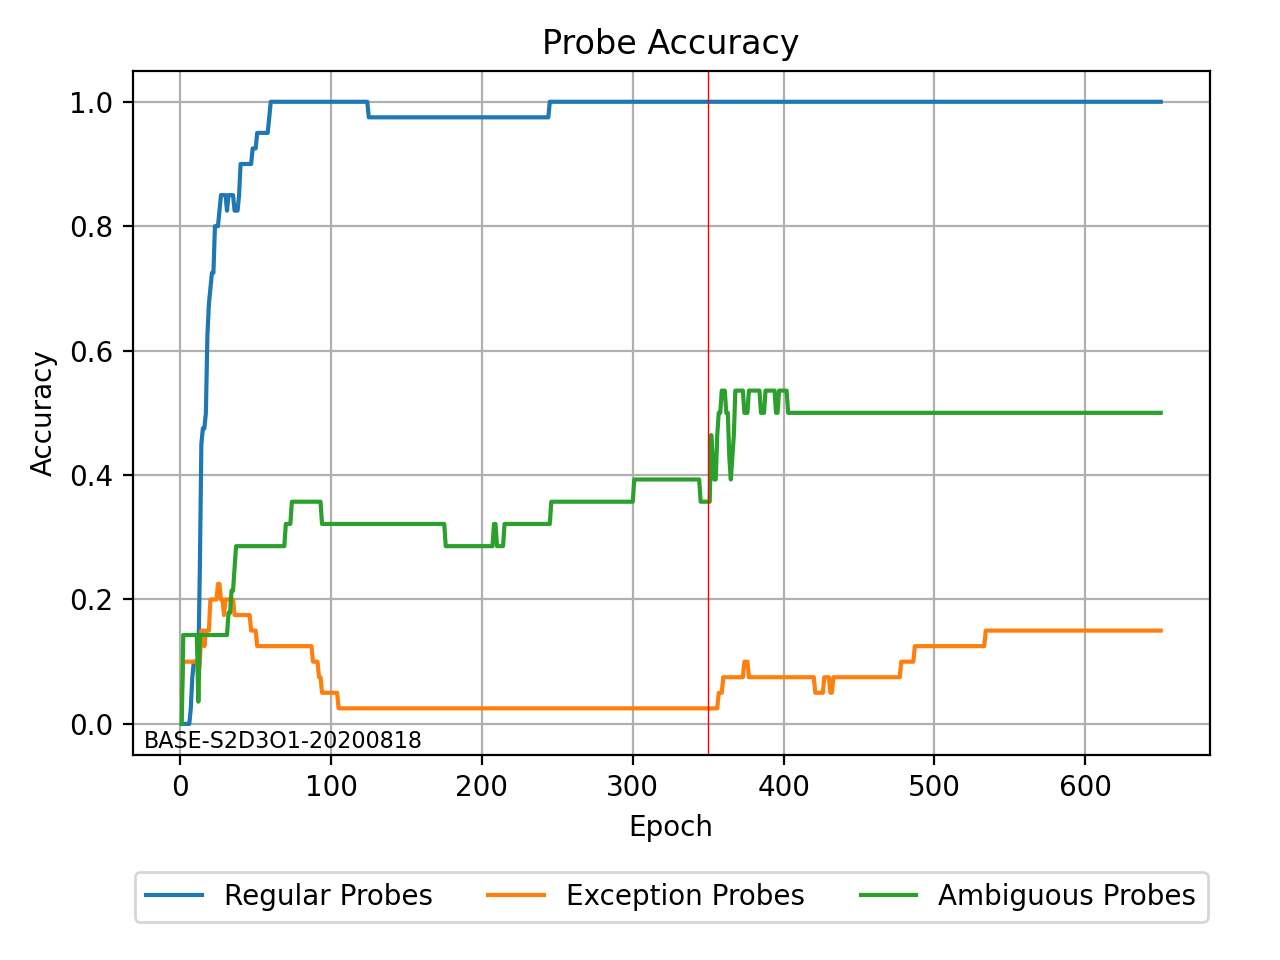 Probe Accuracy
1.0
0.8
0.6
0.4
0.2
0.0
Accuracy
BASE-S2D3O1-20200818
0 100 200 300 400 500 600
Epoch
Regular Probes Exception Probes Ambiguous Probes